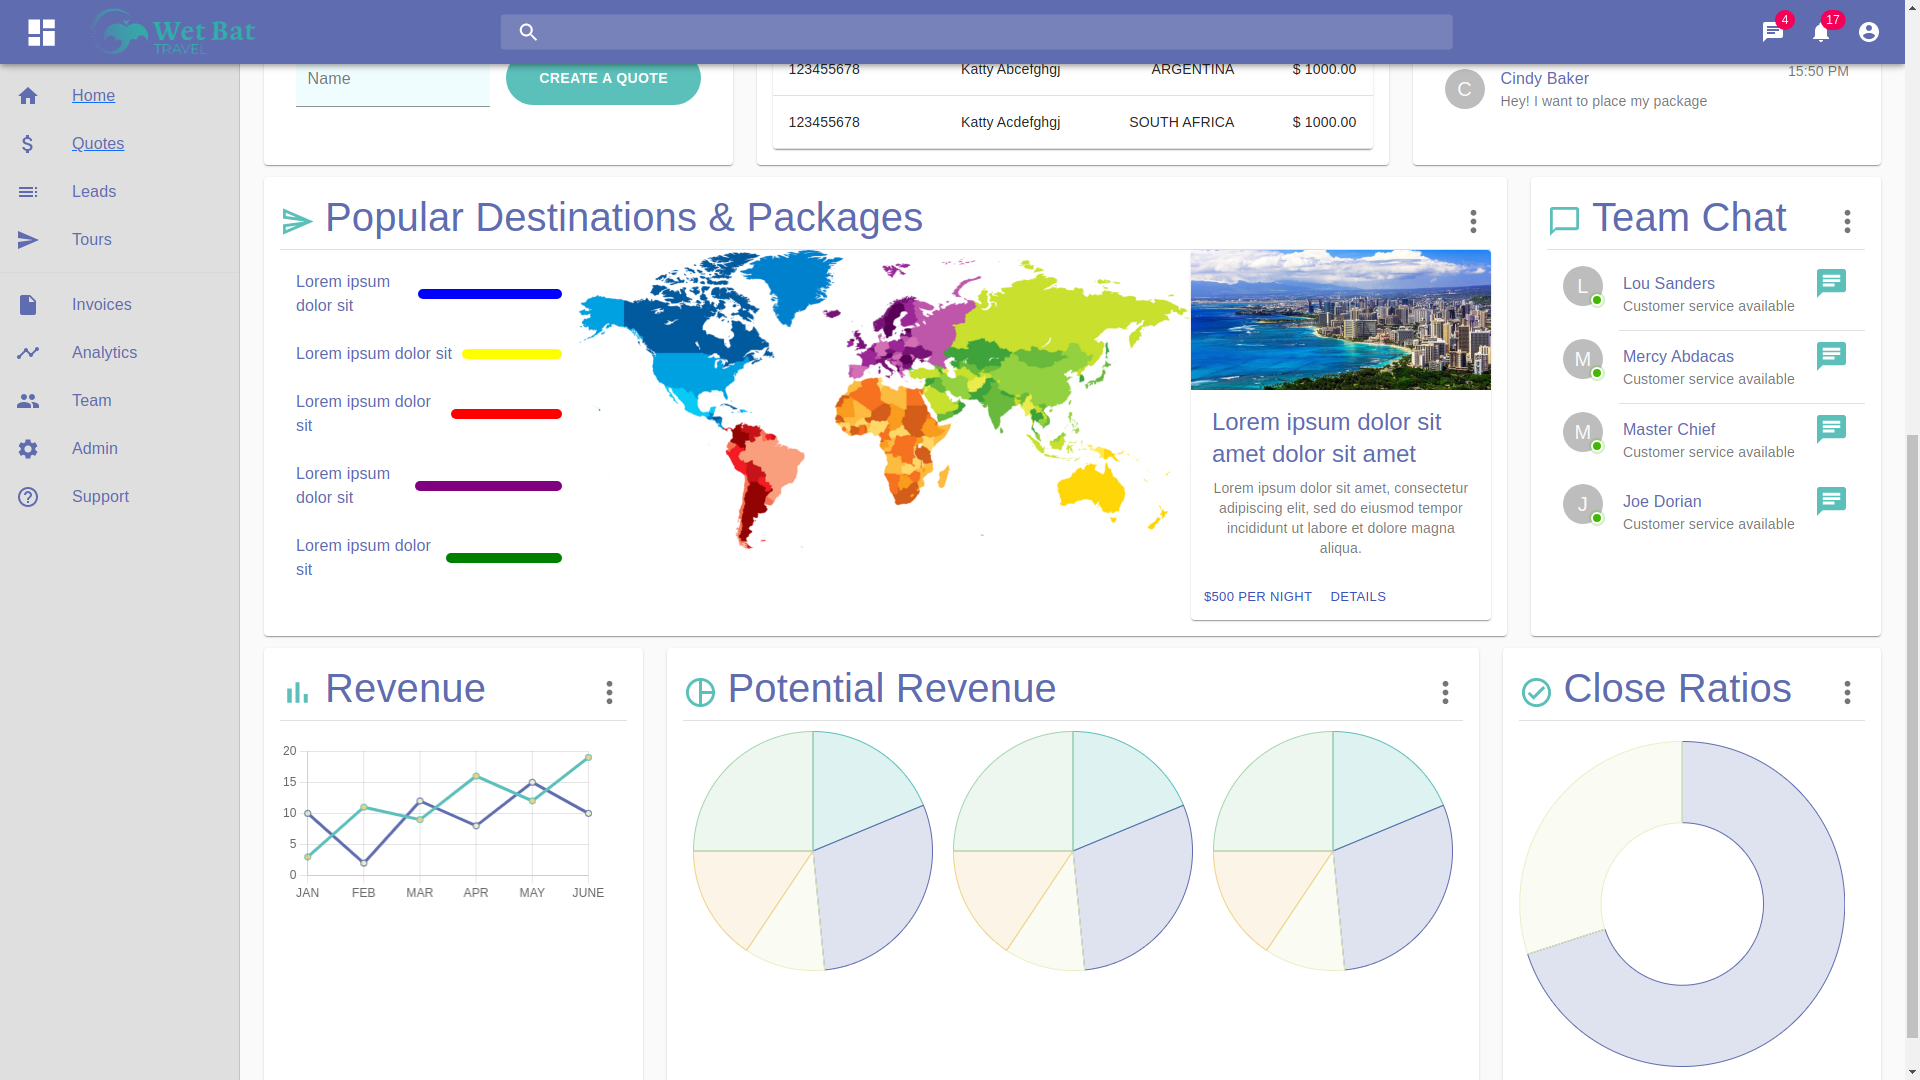 Wet Bat
TRAVEL
4
17
Home
Quotes
Leads
Tours
Invoices
Analytics
Team
Admin
Support
Name
CREATE A QUOTE
123455678 Katty Abcefghgj ARGENTINA $ 1000.00
123455678 Katty Acdefghgj SOUTH AFRICA $ 1000.00
C
Cindy Baker
15:50 PM
Hey! I want to place my package
Popular Destinations & Packages
Lorem ipsum
dolor sit
Lorem ipsum dolor sit
Lorem ipsum dolor
sit
Lorem ipsum
dolor sit
Lorem ipsum dolor
sit
Lorem ipsum dolor sit
amet dolor sit amet
Lorem ipsum dolor sit amet, consectetur
adipiscing elit, sed do eiusmod tempor
incididunt ut labore et dolore magna
aliqua.
$500 PER NIGHT DETAILS
Team Chat
L
Lou Sanders
Customer service available
M
Mercy Abdacas
Customer service available
M
Master Chief
Customer service available
J
Joe Dorian
Customer service available
Revenue
20
15
10
5
0
JAN FEB MAR APR MAY JUNE
Potential Revenue
Close Ratios